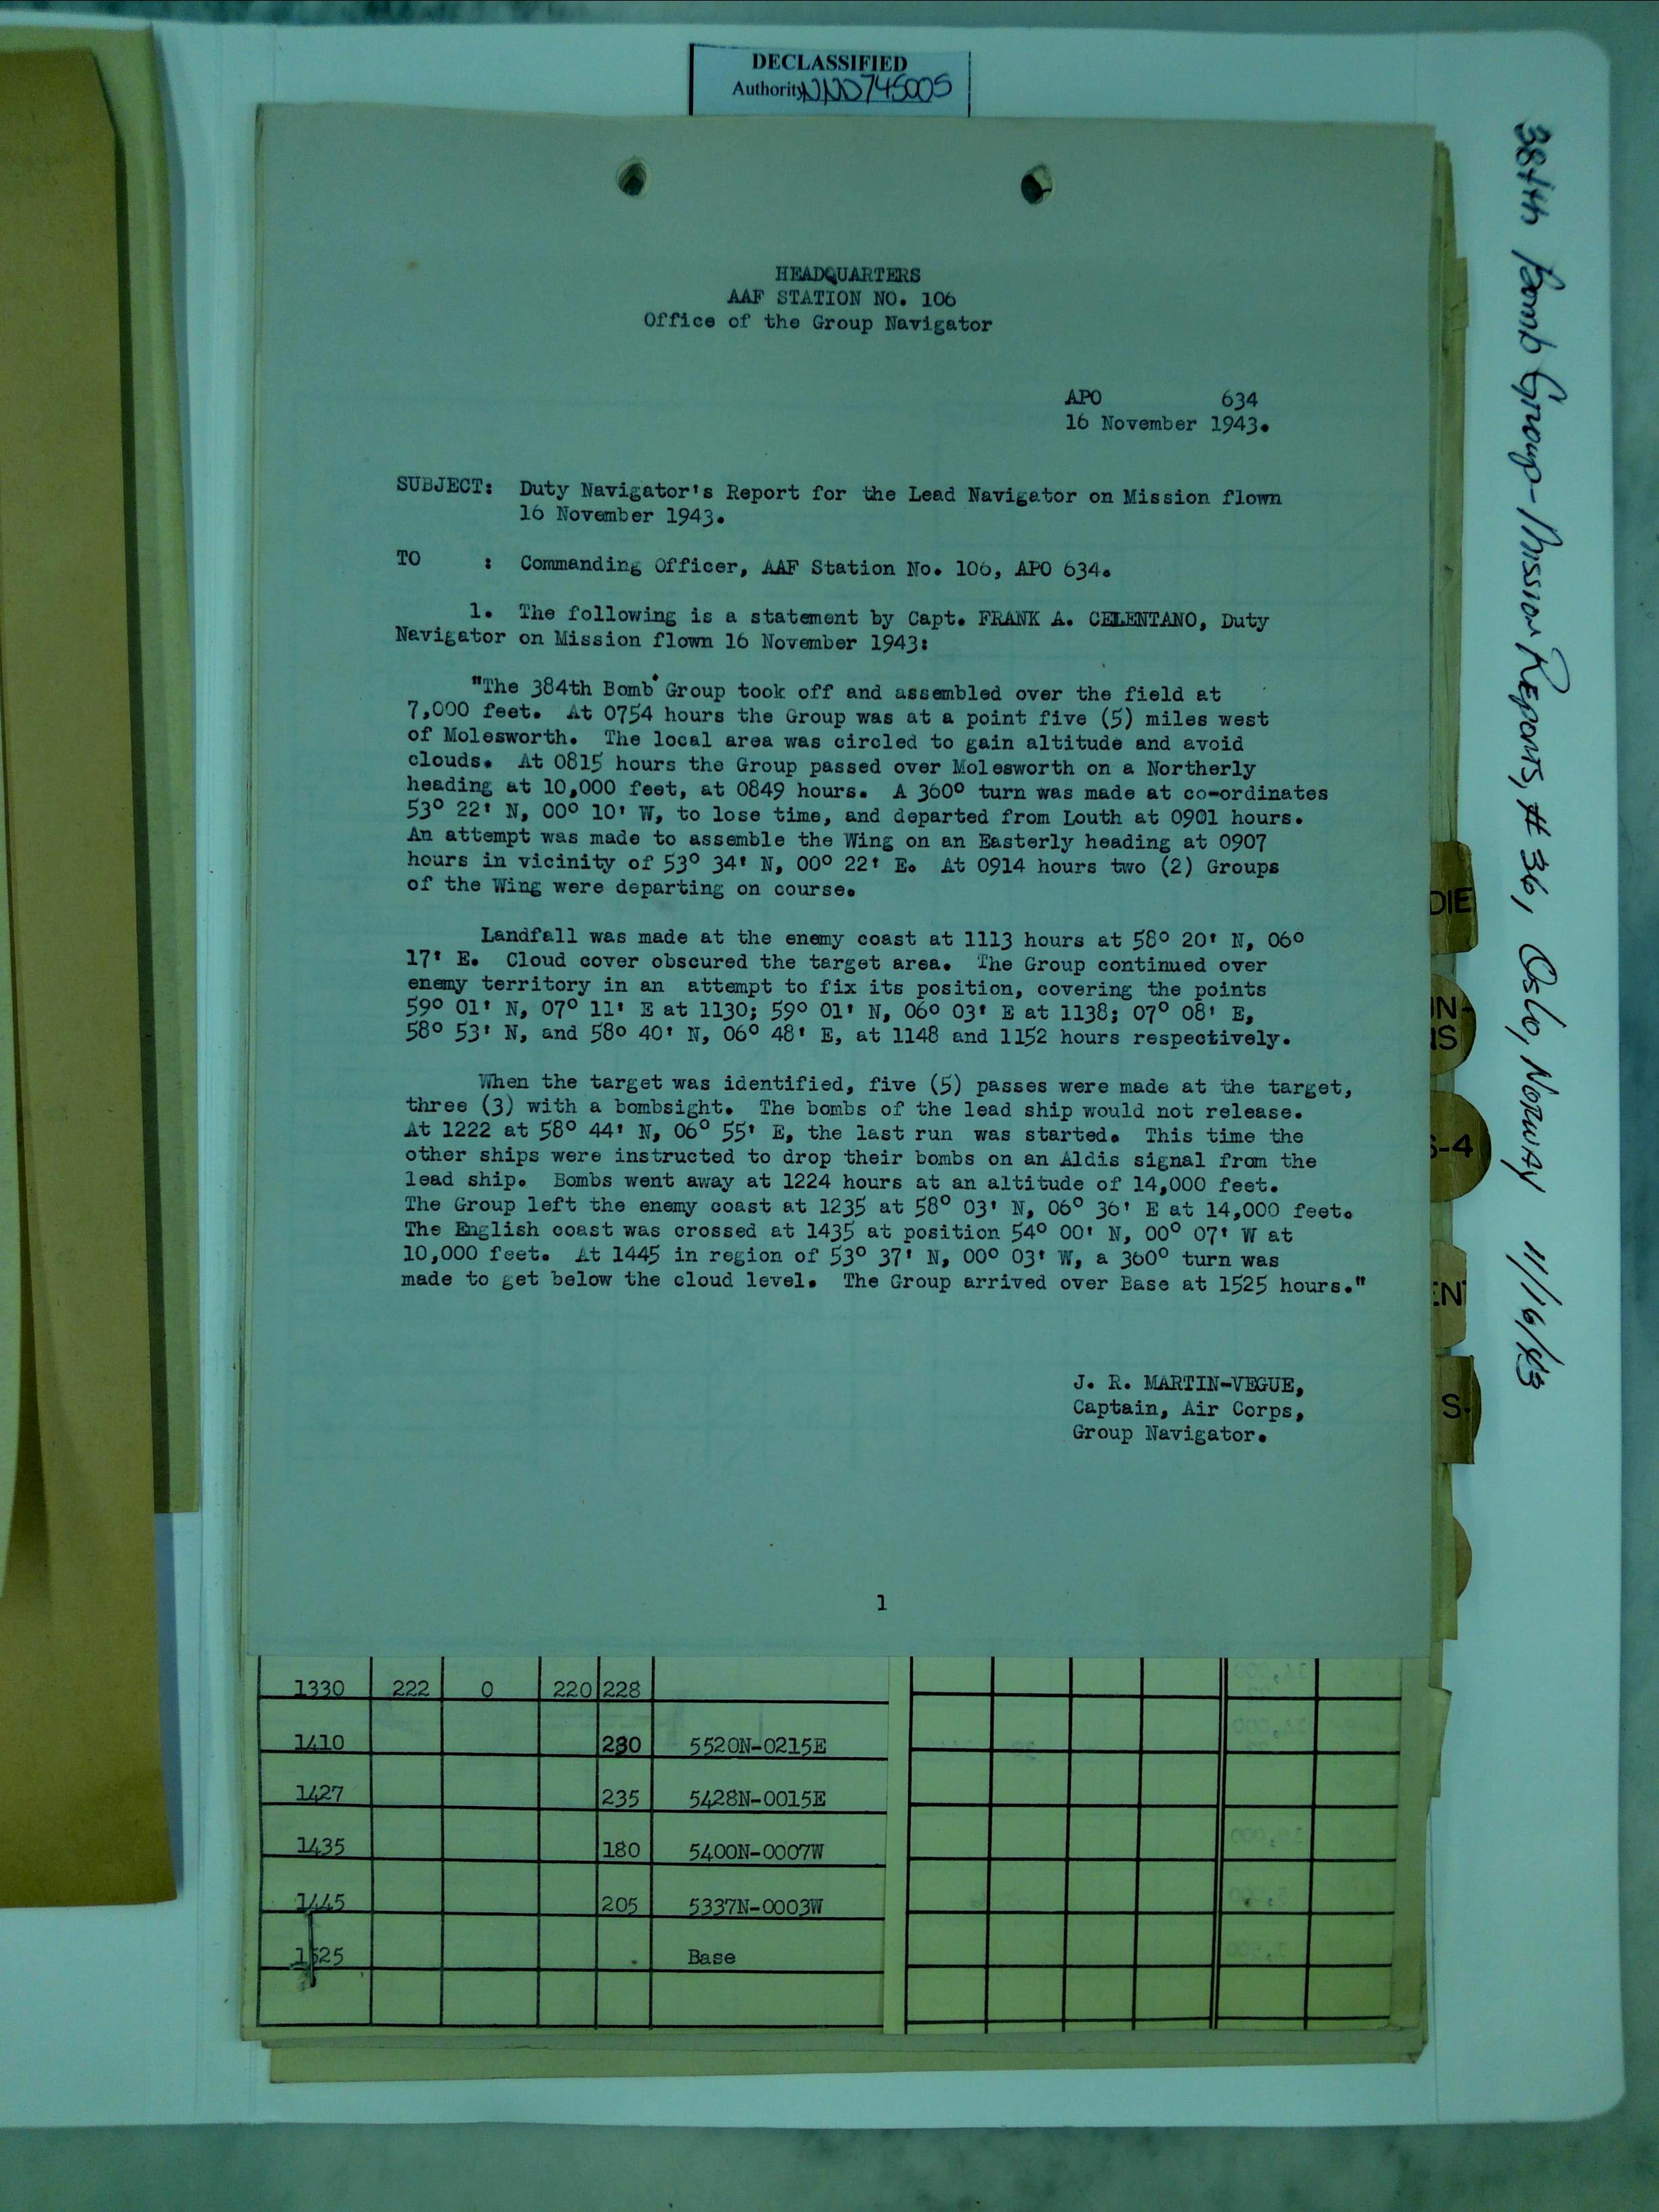 DECLASSIFIED
Authority NND745005
384th Bomb Group - Mission Reports, # 36, Oslo, Norway 11/16/43
HEADQUARTERS
AAF STATION NO. 106
Office of the Group Navigator
APO 634
16 November 1943.
SUBJECT: Duty Navigator's Report for the Lead Navigator on Mission flown
16 November 1943.
TO : Commanding Officer, AAF Station No. 106, APO 634.
1. The following is a statement by Capt. FRANK A. CELENTANO, Duty
Navigator on Mission flown 16 November 1943:
"The 384th Bomb Group took off and assembled over the field at
7,000 feet. At 0754 hours the Group was at a point five (5) miles west
of Molesworth. The local area was circled to gain altitude and avoid
clouds. At 0815 hours the Group passed over Molesworth on a Northerly
heading at 10,000 feet, at 0849 hours. A 360° turn was made at co-ordinates
53° 22' N, 00° 10' W, to lose time, and departed from Louth at 0901 hours.
An attempt was made to assemble the Wing on an Easterly heading at 0907
hours in vicinity of 53° 34' N, 00° 22' E. At 0914 hours two (2) Groups
of the Wing were departing on course.
Landfall was made at the enemy coast at 1113 hours at 58° 20' N, 06°
17' E. Cloud cover obscured the target area. The Group continued over
enemy territory in an attempt to fix its position, covering the points
59° 01' N, 07° 11' E at 1130; 59° 01' N, 06° 03' E at 1138; 07° 08' E,
58° 53' N, and 58° 40' N, 06° 48' E, at 1148 and 1152 hours respectively.
When the target was identified, five (5) passes were made at the target,
three (3) with a bombsight. The bombs of the lead ship would not release.
At 1222 at 58° 44' N, 06° 55' E, the last run was started. This time the
other ships were instructed to drop their bombs on an Aldis signal from the
lead ship. Bombs went away at 1224 hours at an altitude of 14,000 feet.
The Group left the enemy coast at 1235 at 58° 03' N, 06° 36' E at 14,000 feet.
The English coast was crossed at 1435 at position 54° 00' N, 00° 07' W at
10,000 feet. At 1445 in region of 53° 37' N, 00° 03' W, a 360° turn was
made to get below the cloud level. The Group arrived over Base at 1525 hours."
J. R. MARTIN-VEGUE,
Captain, Air Corps,
Group Navigator.
1
1330 222 0 220 228
1410 230 5520N-0215E
1427 235 5428N-0015E
1435 180 5400N-0007W
1445 205 5337N-0003W
1525 Base
DIE
IN-
IS
S-4
EN
S-